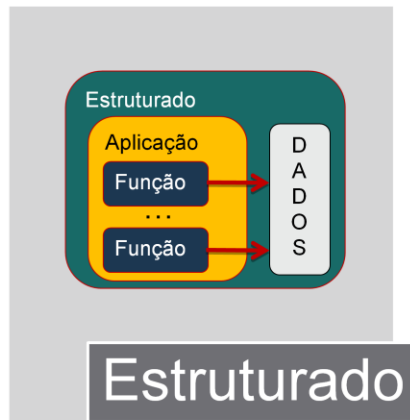 Estruturado
Aplicação
Função
...
Função
D
A
D
O
S
Estruturado